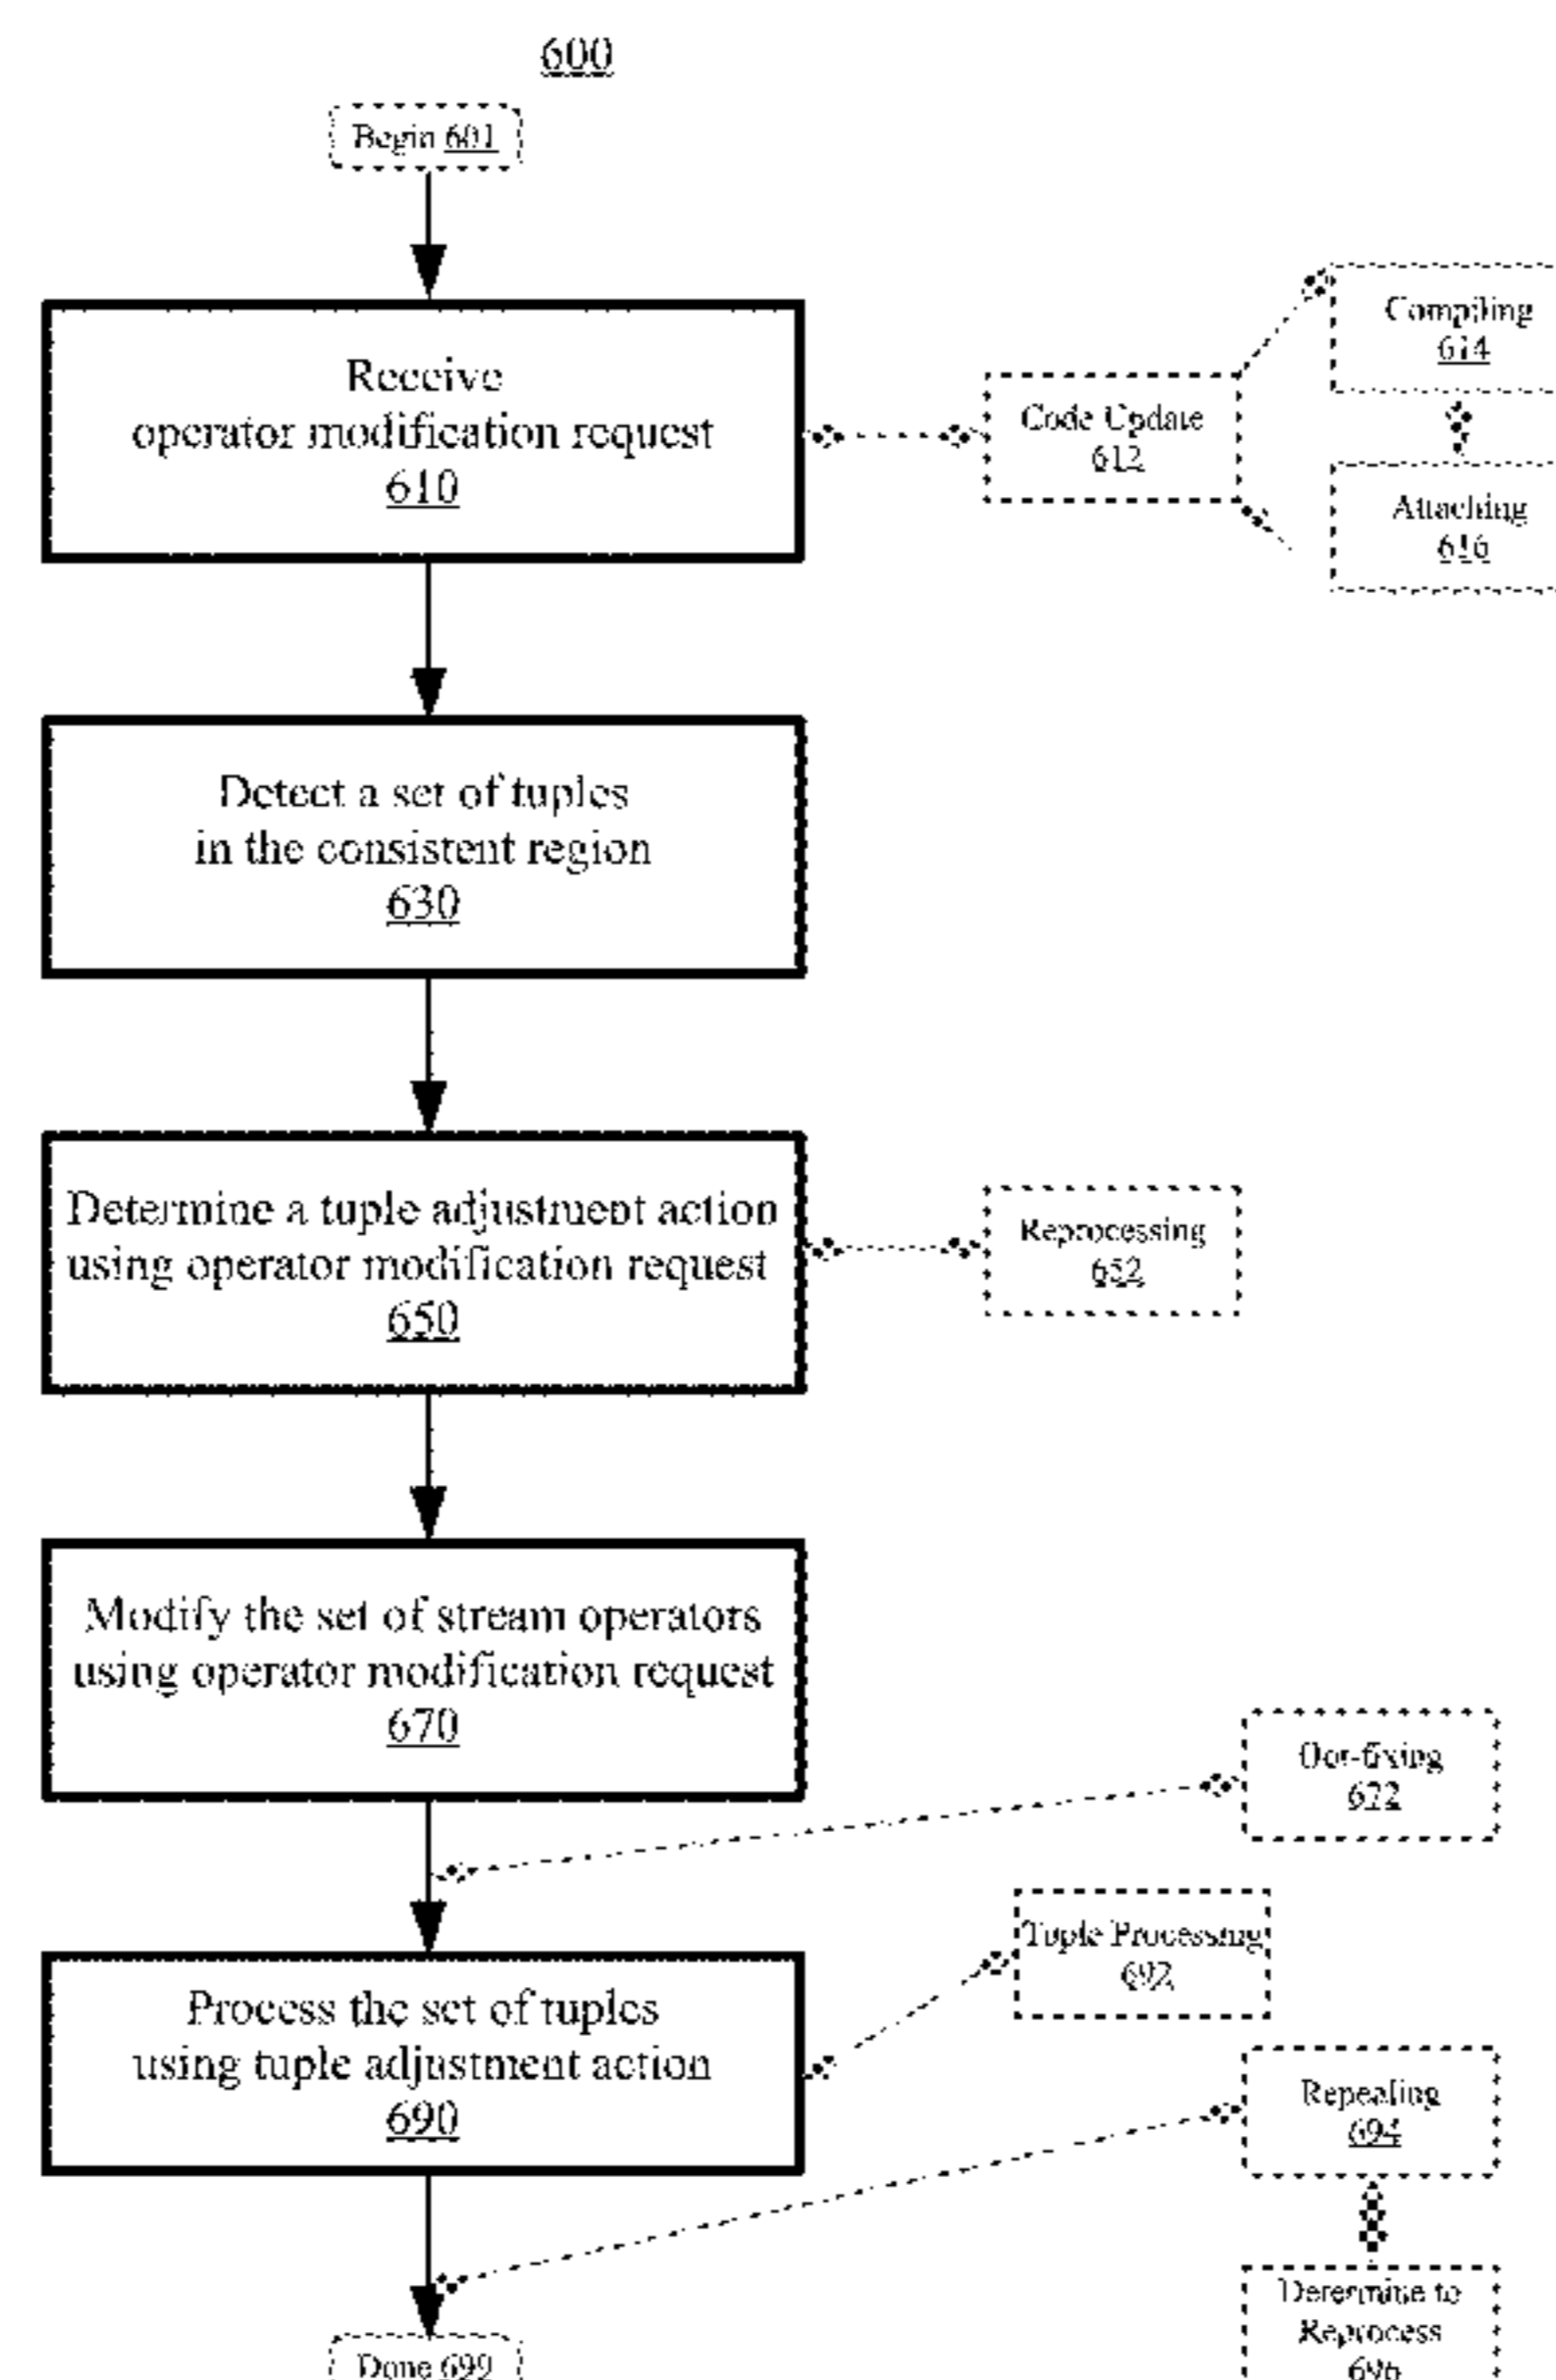 600
Begin 601
Receive
operator modification request
610
Code Update
612
Compiling
614
Attaching
616
Detect a set of tuples
in the consistent region
630
Determine a tuple adjustment action
using operator modification request
650
Reprocessing
652
Modify the set of stream operators
using operator modification request
670
672
Process the set of tuples
using tuple adjustment action
690
Tuple Processing
692
Repealing
694
Determine to
Reprocess
696
Done 699